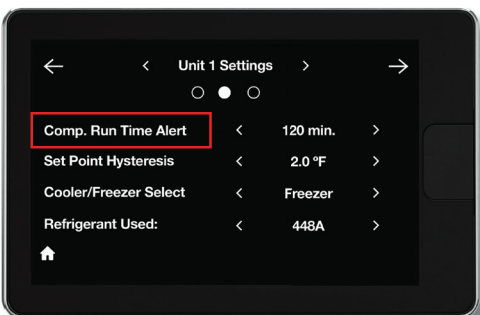 Unit 1 Settings
Comp. Run Time Alert < 120 min. >
Set Point Hysteresis < 2.0 ºF >
Cooler/Freezer Select < Freezer >
Refrigerant Used: < 448A >